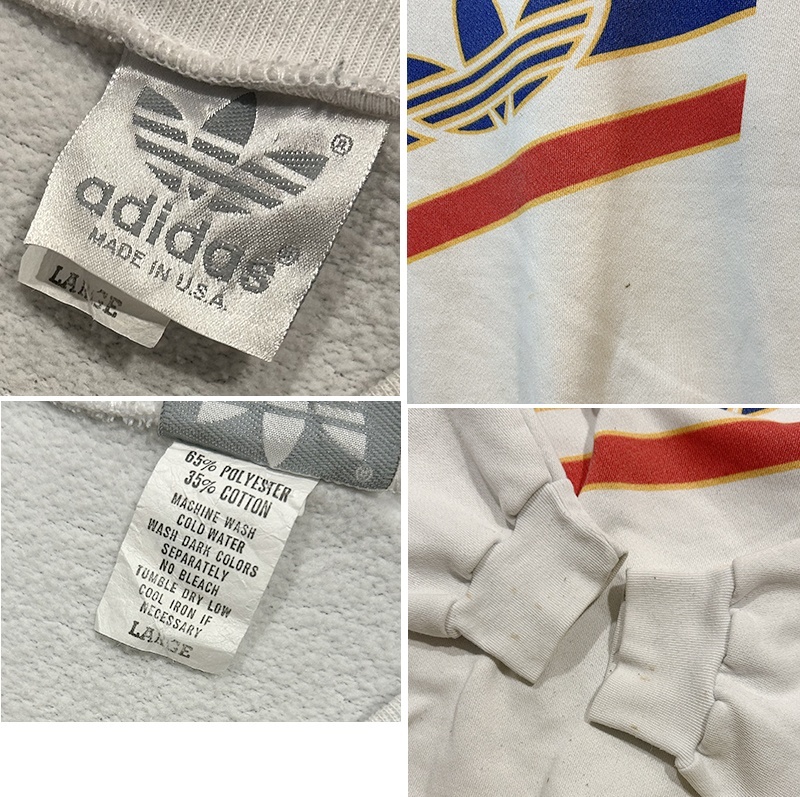 ®
adidas®
MADE IN U.S.A.
LARGE
65% POLYESTER
35% COTTON
MACHINE WASH
COLD WATER
WASH DARK COLORS
SEPARATELY
NO BLEACH
TUMBLE DRY LOW
COOL IRON IF
NECESSARY
LARGE